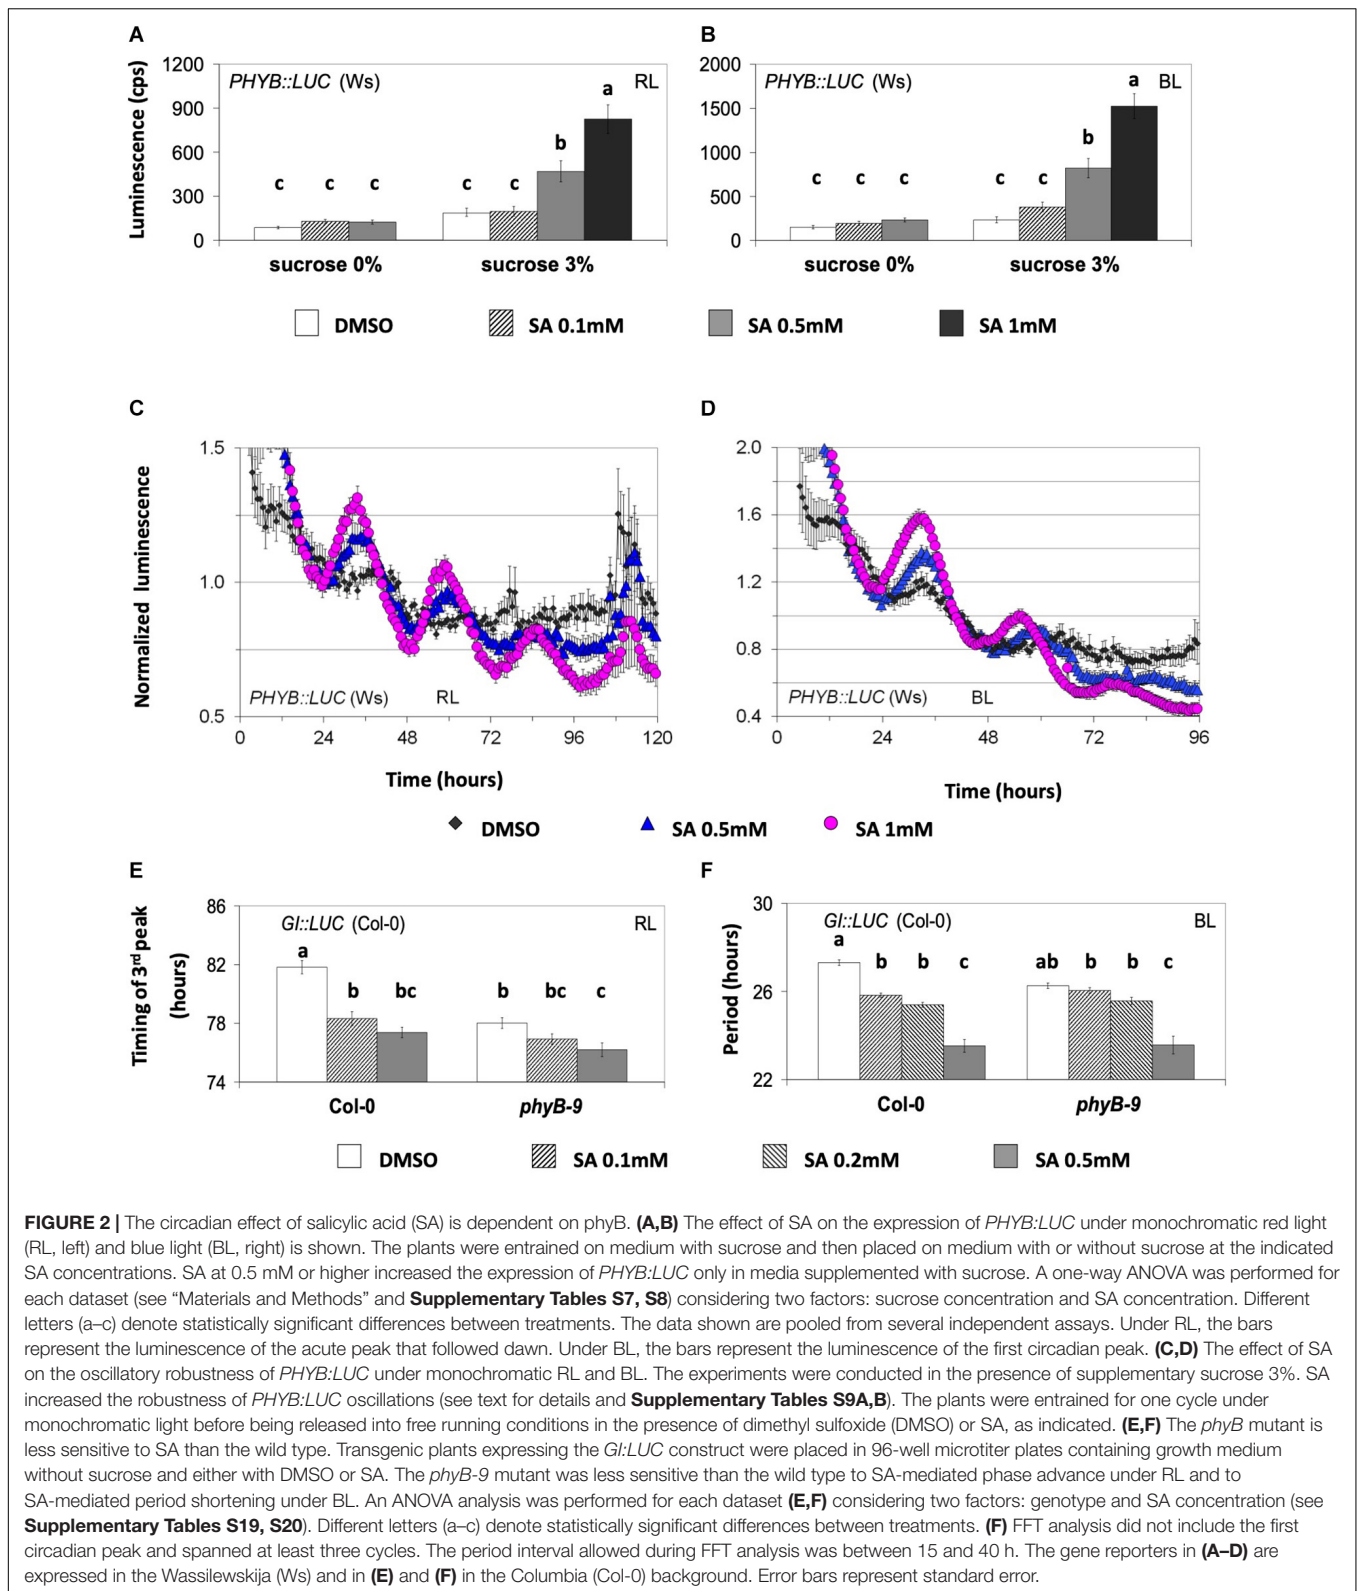 A
B
Luminescence (cps)
1200
900
600
300
0
PHYB::LUC (Ws)
RL
c c c c c b a
sucrose 0%
sucrose 3%
2000
1500
1000
500
0
PHYB::LUC (Ws)
BL
c c c c c b a
sucrose 0%
sucrose 3%
DMSO
SA 0.1mM
SA 0.5mM
SA 1mM
C
D
Normalized luminescence
1.5
1.0
0.5
PHYB::LUC (Ws)
RL
0 24 48 72 96 120
Time (hours)
2.0
1.6
1.2
0.8
0.4
PHYB::LUC (Ws)
BL
0 24 48 72 96
Time (hours)
DMSO
SA 0.5mM
SA 1mM
E
F
Timing of 3rd peak
(hours)
86
82
78
74
GI::LUC (Col-0)
RL
a b bc b bc c
Col-0
phyB-9
Period (hours)
30
26
22
GI::LUC (Col-0)
BL
a b b c ab b b c
Col-0
phyB-9
DMSO
SA 0.1mM
SA 0.2mM
SA 0.5mM
FIGURE 2 | The circadian effect of salicylic acid (SA) is dependent on phyB. (A,B) The effect of SA on the expression of PHYB:LUC under monochromatic red light
(RL, left) and blue light (BL, right) is shown. The plants were entrained on medium with sucrose and then placed on medium with or without sucrose at the indicated
SA concentrations. SA at 0.5 mM or higher increased the expression of PHYB:LUC only in media supplemented with sucrose. A one-way ANOVA was performed for
each dataset (see “Materials and Methods” and Supplementary Tables S7, S8) considering two factors: sucrose concentration and SA concentration. Different
letters (a–c) denote statistically significant differences between treatments. The data shown are pooled from several independent assays. Under RL, the bars
represent the luminescence of the acute peak that followed dawn. Under BL, the bars represent the luminescence of the first circadian peak. (C,D) The effect of SA
on the oscillatory robustness of PHYB:LUC under monochromatic RL and BL. The experiments were conducted in the presence of supplementary sucrose 3%. SA
increased the robustness of PHYB:LUC oscillations (see text for details and Supplementary Tables S9A,B). The plants were entrained for one cycle under
monochromatic light before being released into free running conditions in the presence of dimethyl sulfoxide (DMSO) or SA, as indicated. (E,F) The phyB mutant is
less sensitive to SA than the wild type. Transgenic plants expressing the GI:LUC construct were placed in 96-well microtiter plates containing growth medium
without sucrose and either with DMSO or SA. The phyB-9 mutant was less sensitive than the wild type to SA-mediated phase advance under RL and to
SA-mediated period shortening under BL. An ANOVA analysis was performed for each dataset (E,F) considering two factors: genotype and SA concentration (see
Supplementary Tables S19, S20). Different letters (a–c) denote statistically significant differences between treatments. (F) FFT analysis did not include the first
circadian peak and spanned at least three cycles. The period interval allowed during FFT analysis was between 15 and 40 h. The gene reporters in (A–D) are
expressed in the Wassilewskija (Ws) and in (E) and (F) in the Columbia (Col-0) background. Error bars represent standard error.